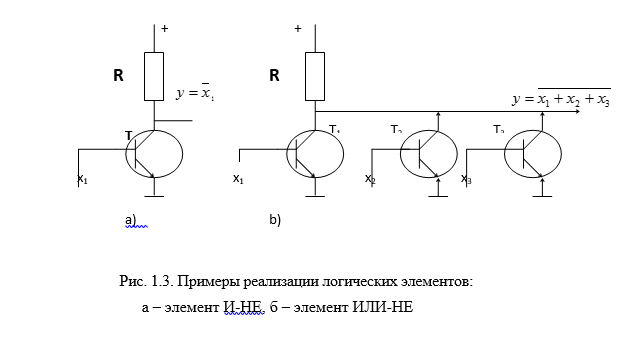 + +
R R
y = x̅₁ y = \overline{x₁ + x₂ + x₃}
T T₁ T₂ T₃
x₁ x₁ x₂ x₃
а) b)
Рис. 1.3. Примеры реализации логических элементов:
а – элемент И-НЕ, б – элемент ИЛИ-НЕ